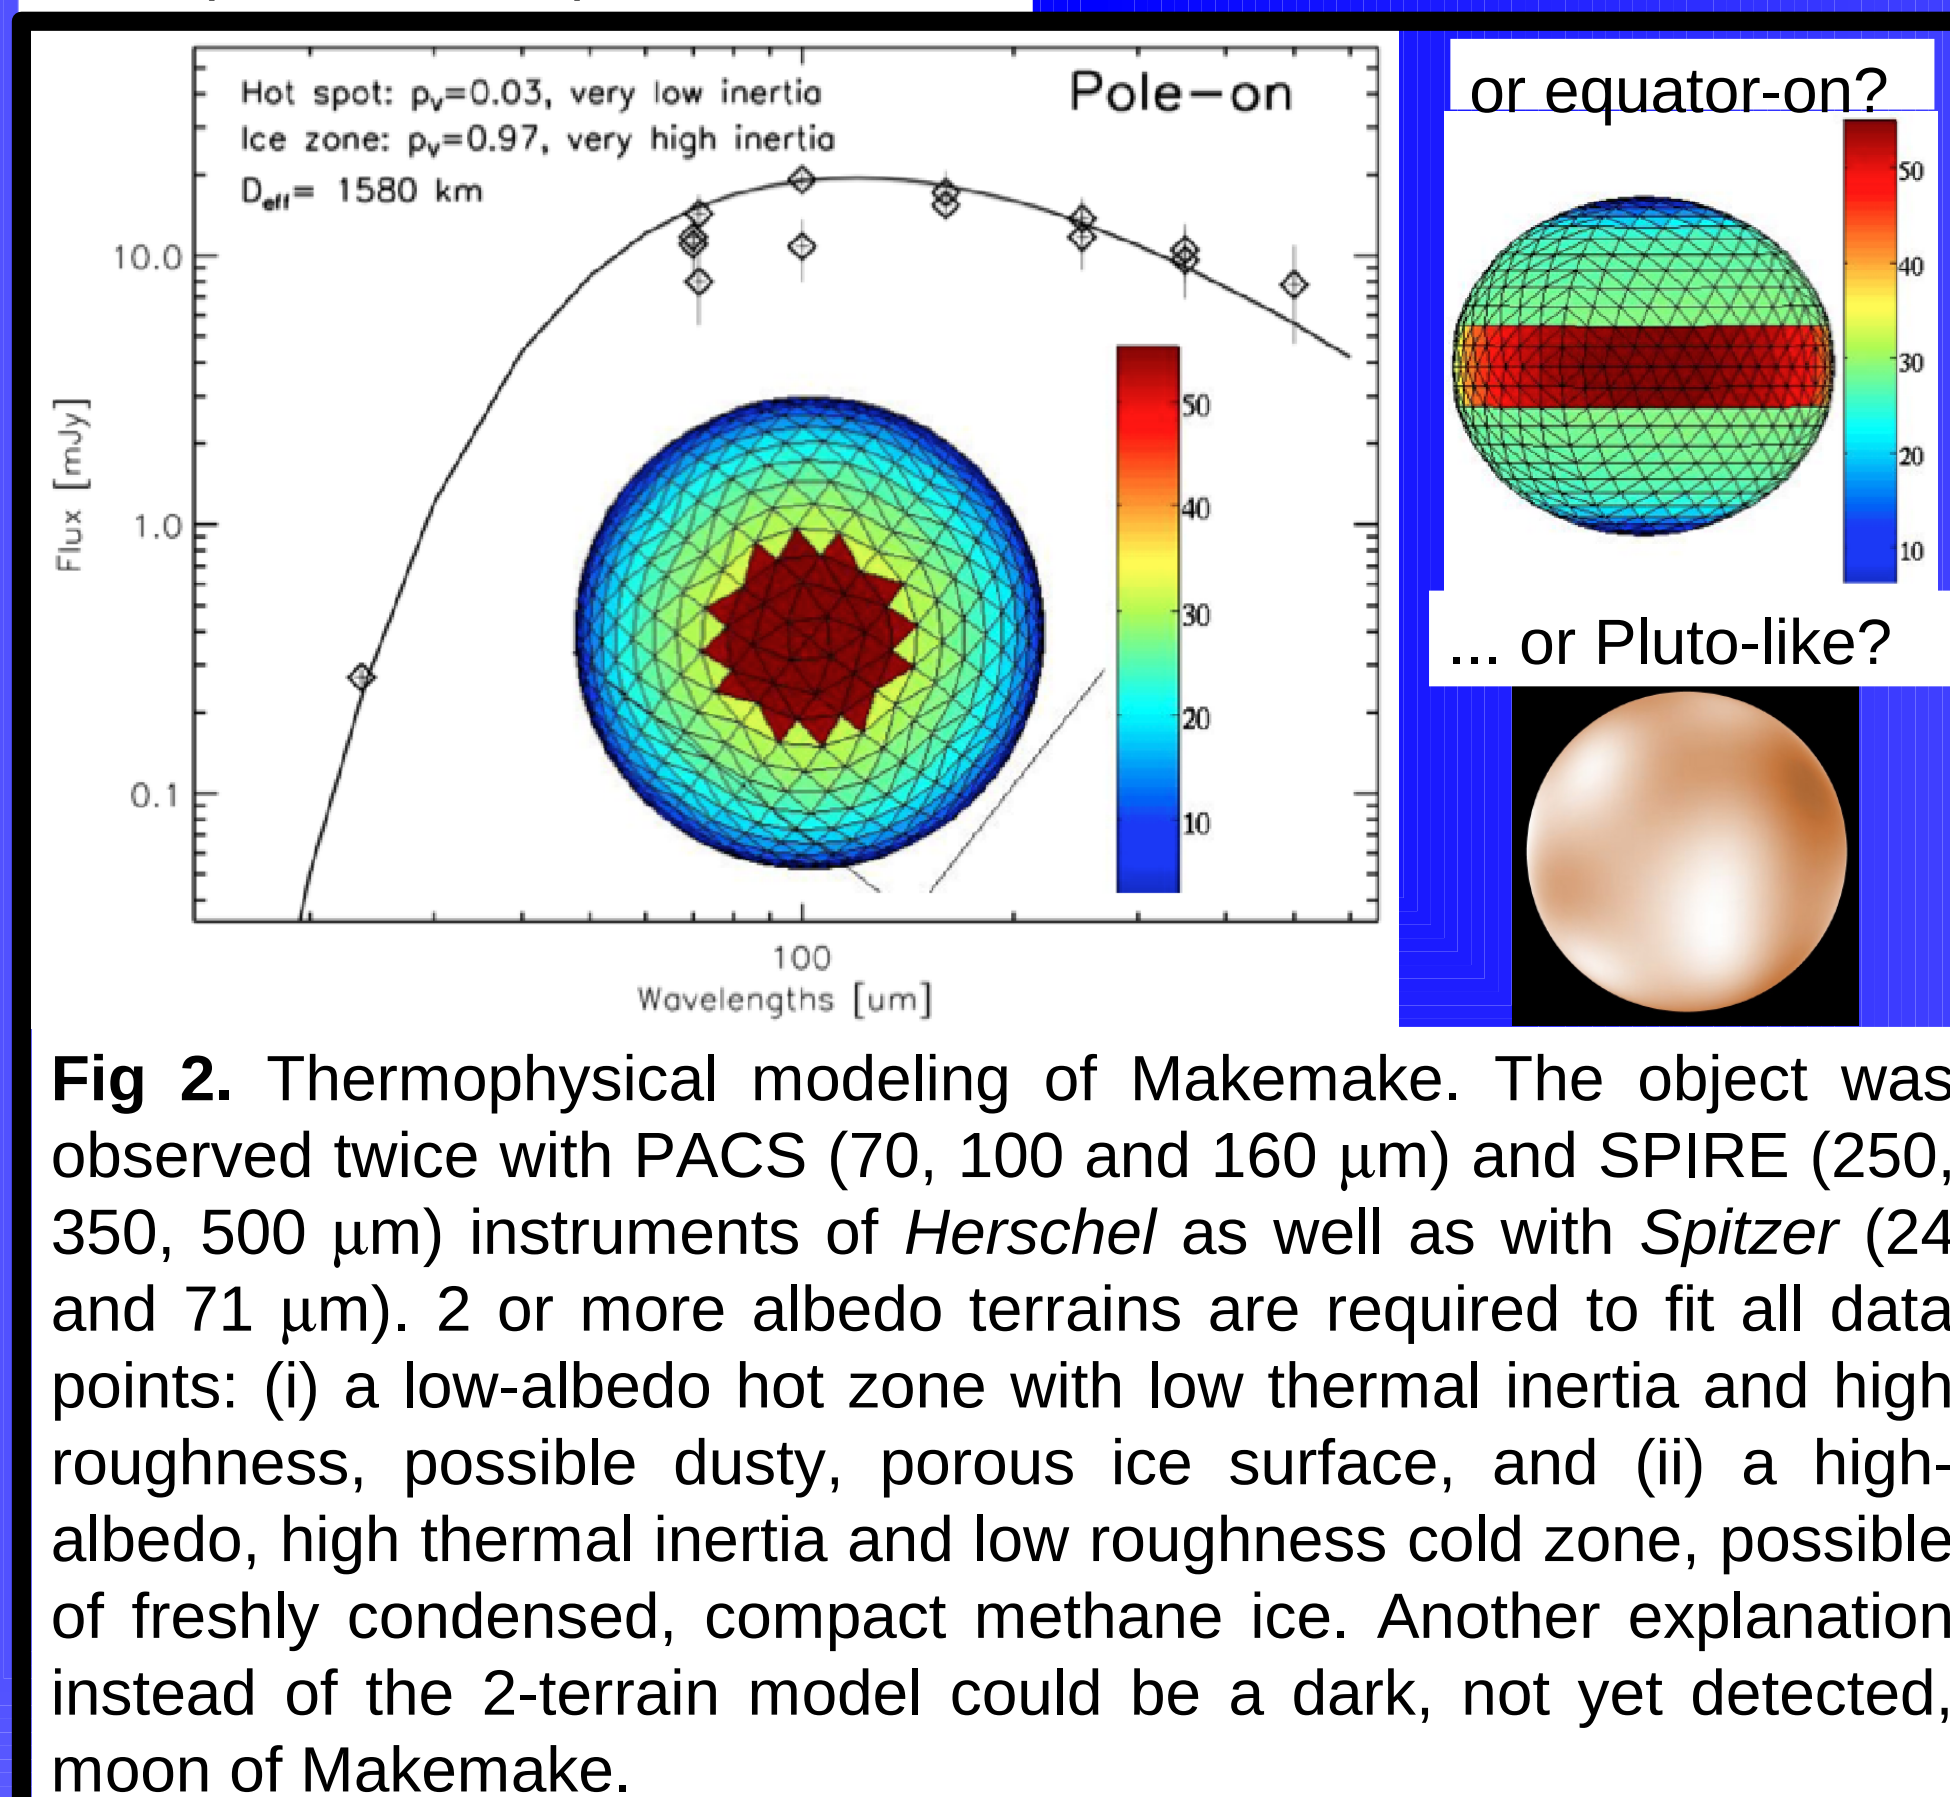 Hot spot: pv=0.03, very low inertia
Ice zone: pv=0.97, very high inertia
Deff= 1580 km
Pole-on
10.0
1.0
0.1
Flux [mJy]
50
40
30
20
10
100
Wavelengths [um]
or equator-on?
50
40
30
20
10
... or Pluto-like?
Fig 2. Thermophysical modeling of Makemake. The object was
observed twice with PACS (70, 100 and 160 μm) and SPIRE (250,
350, 500 μm) instruments of Herschel as well as with Spitzer (24
and 71 μm). 2 or more albedo terrains are required to fit all data
points: (i) a low-albedo hot zone with low thermal inertia and high
roughness, possible dusty, porous ice surface, and (ii) a high-
albedo, high thermal inertia and low roughness cold zone, possible
of freshly condensed, compact methane ice. Another explanation
instead of the 2-terrain model could be a dark, not yet detected,
moon of Makemake.